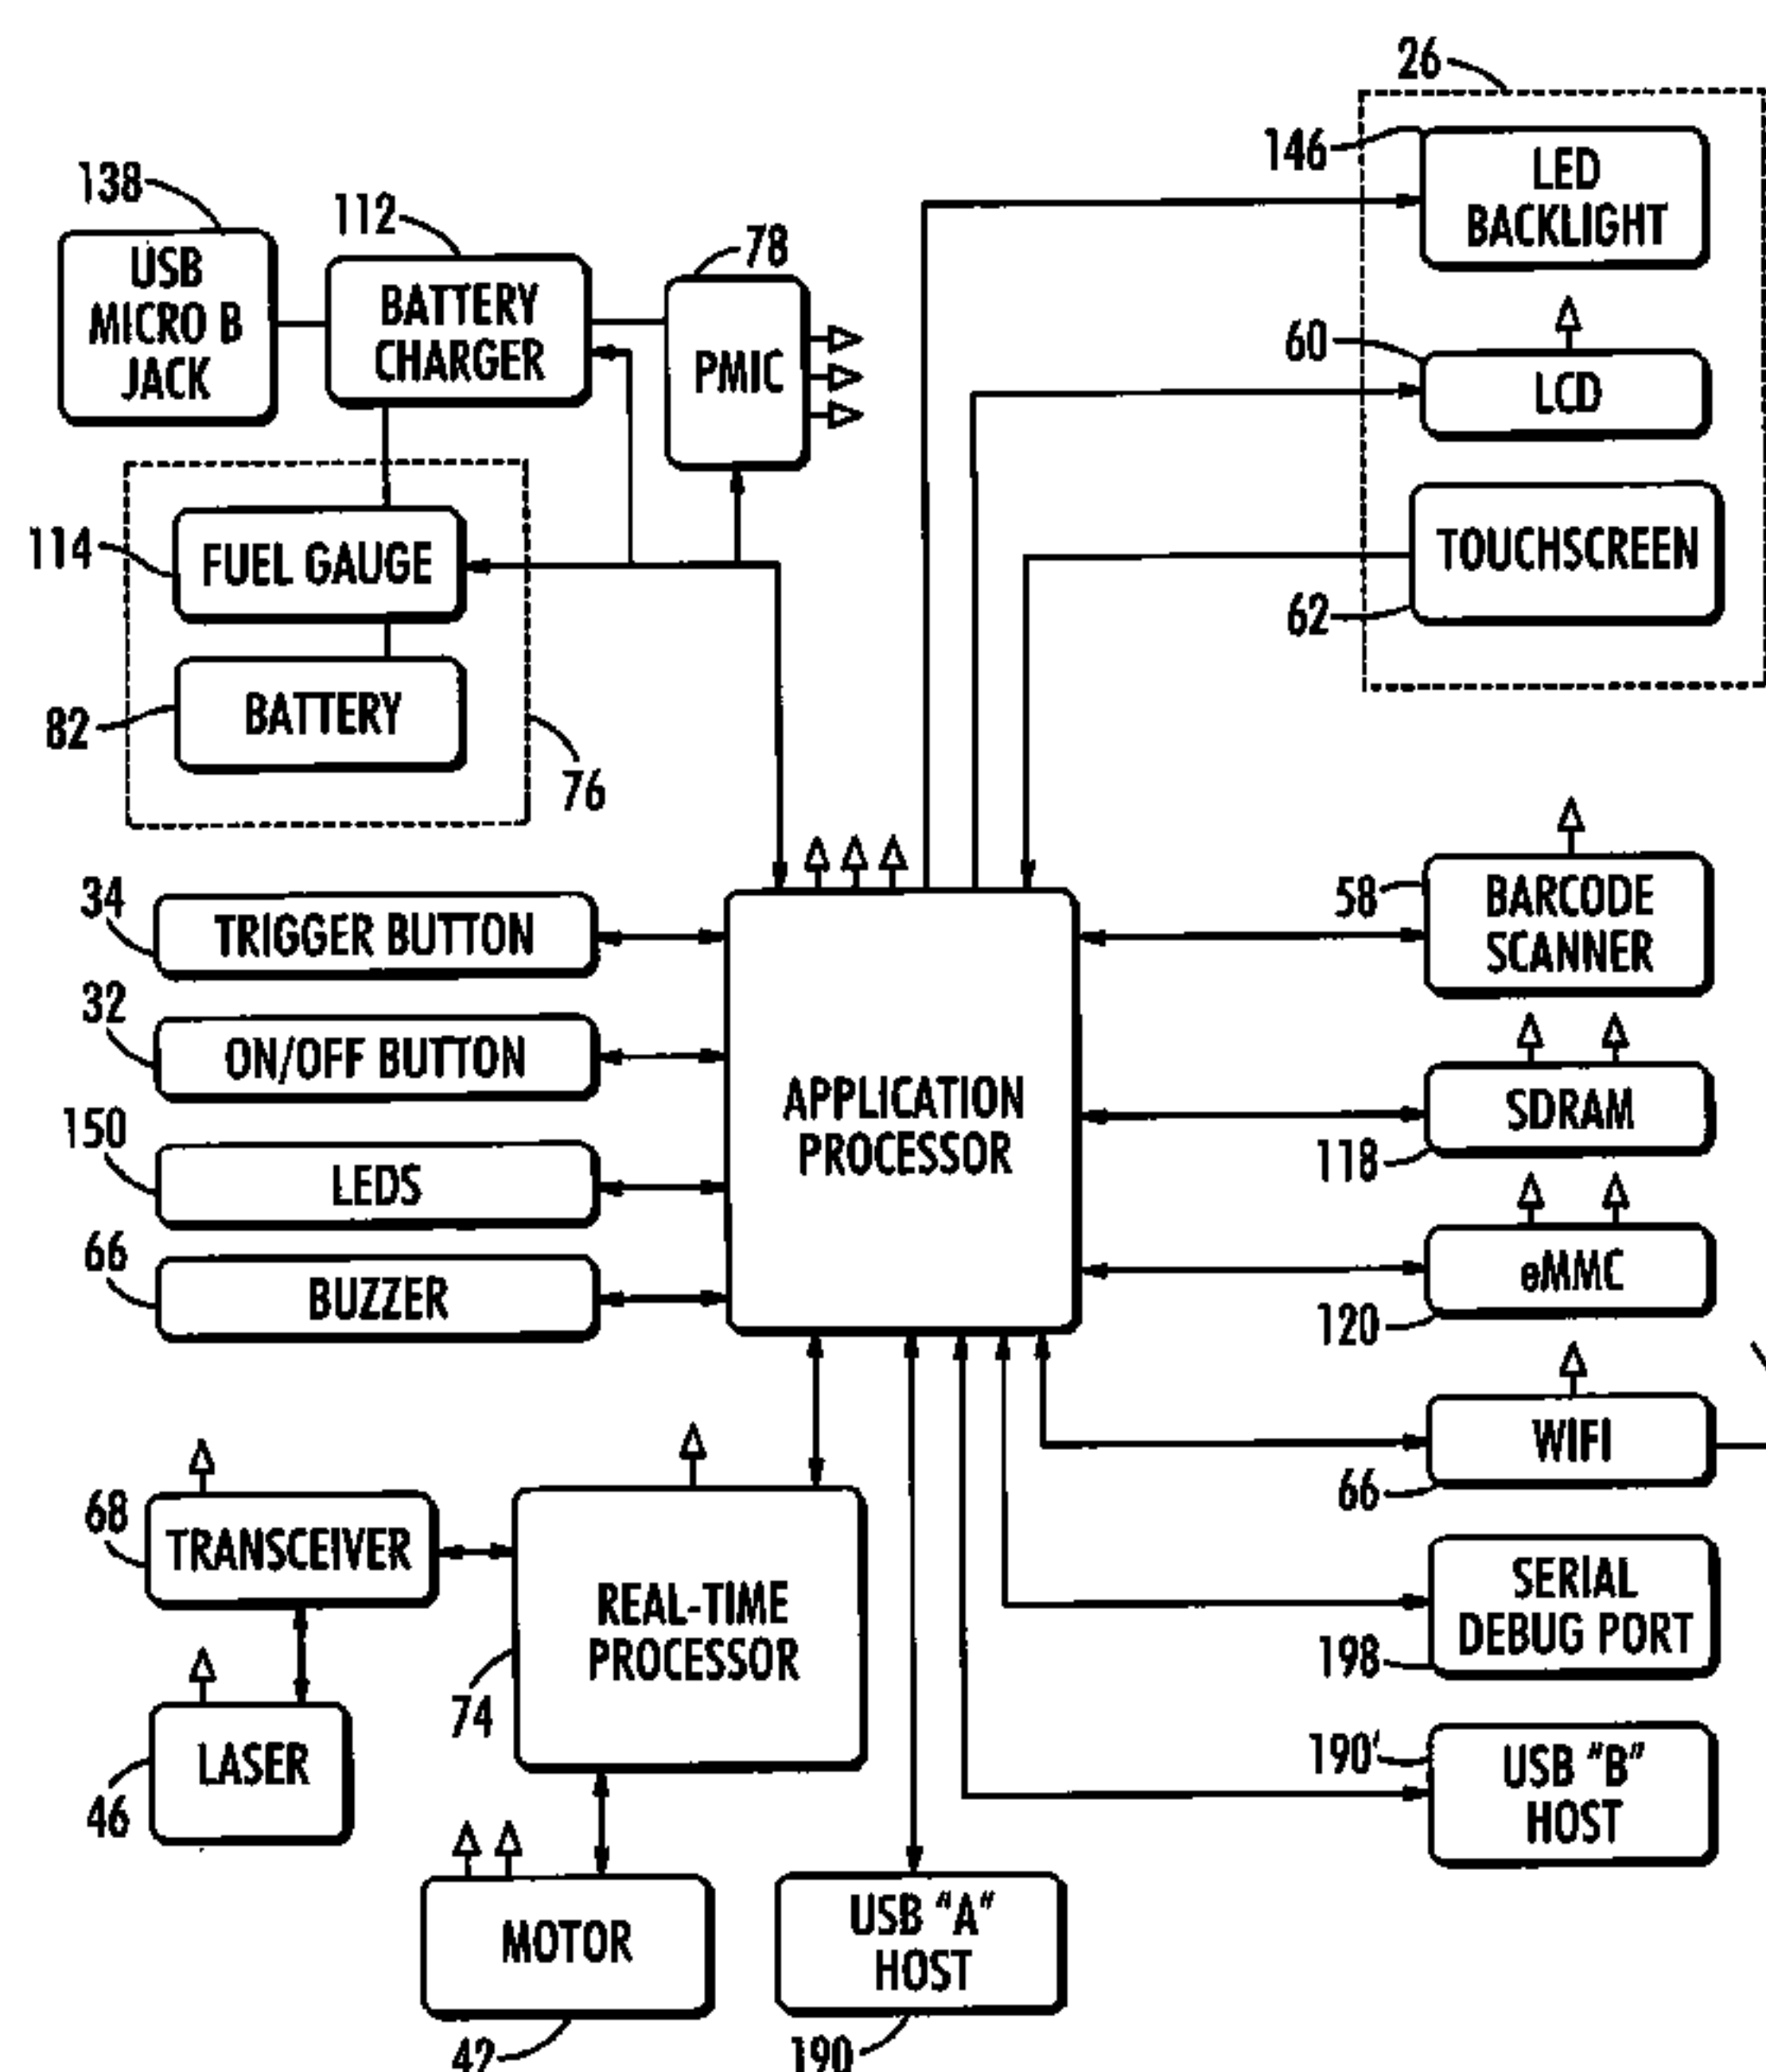 26
146
LED
BACKLIGHT
138
112
78
USB
MICRO B
JACK
BATTERY
CHARGER
PMIC
60
LCD
114
FUEL GAUGE
TOUCHSCREEN
62
82
BATTERY
76
34
TRIGGER BUTTON
58
BARCODE
SCANNER
32
ON/OFF BUTTON
APPLICATION
PROCESSOR
SDRAM
118
150
LEDS
66
BUZZER
eMMC
120
WIFI
66
68
TRANSCEIVER
REAL-TIME
PROCESSOR
74
SERIAL
DEBUG PORT
198
LASER
46
190'
USB "B"
HOST
MOTOR
42
USB "A"
HOST
190